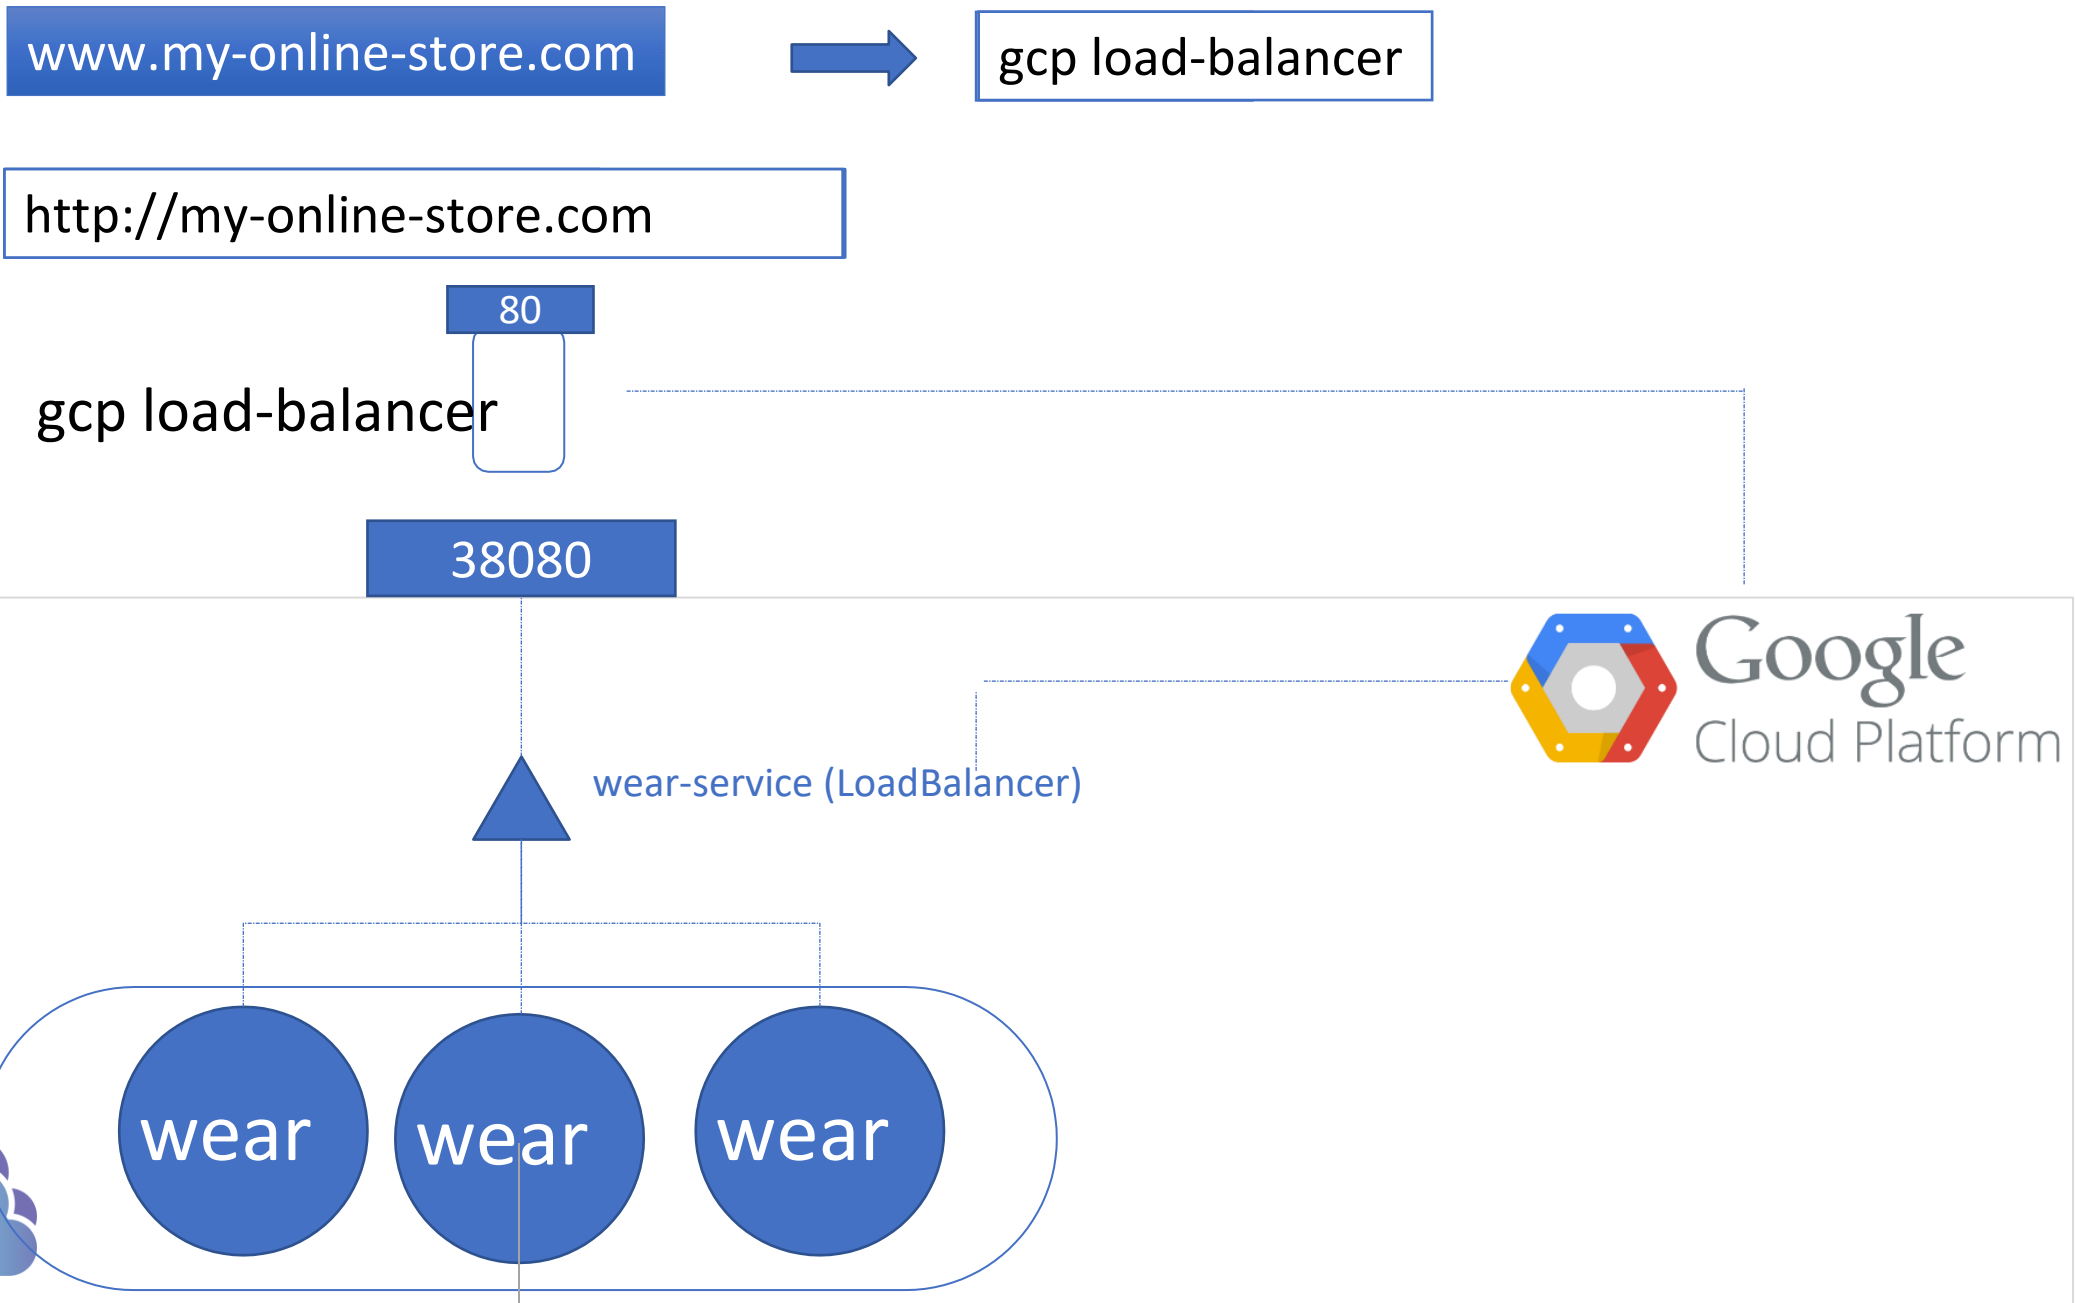 www.my-online-store.com
gcp load-balancer
http://my-online-store.com
80
gcp load-balancer
38080
Google
Cloud Platform
wear-service (LoadBalancer)
wear
wear
wear